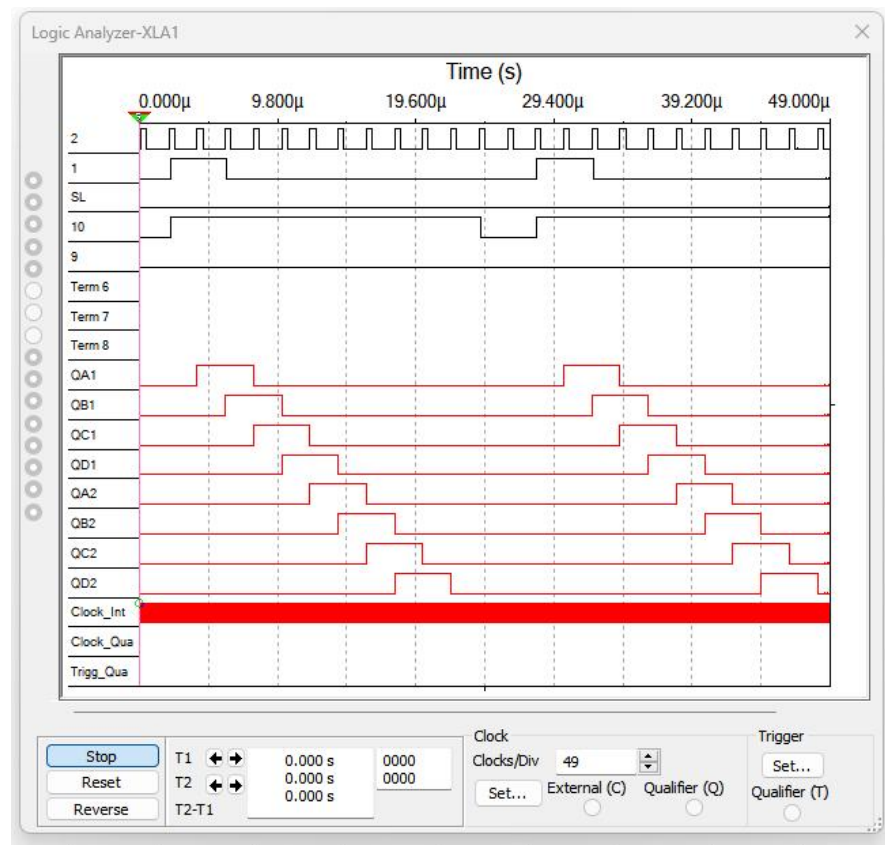 Logic Analyzer-XLA1
Time (s)
0.000µ 9.800µ 19.600µ 29.400µ 39.200µ 49.000µ
2
1
SL
10
9
Term 6
Term 7
Term 8
QA1
QB1
QC1
QD1
QA2
QB2
QC2
QD2
Clock_Int
Clock_Qua
Trigg_Qua
Stop
Reset
Reverse
T1 0.000 s 0000
T2 0.000 s 0000
T2-T1 0.000 s
Clock
Clocks/Div 49
Set... External (C) Qualifier (Q)
Trigger
Set...
Qualifier (T)